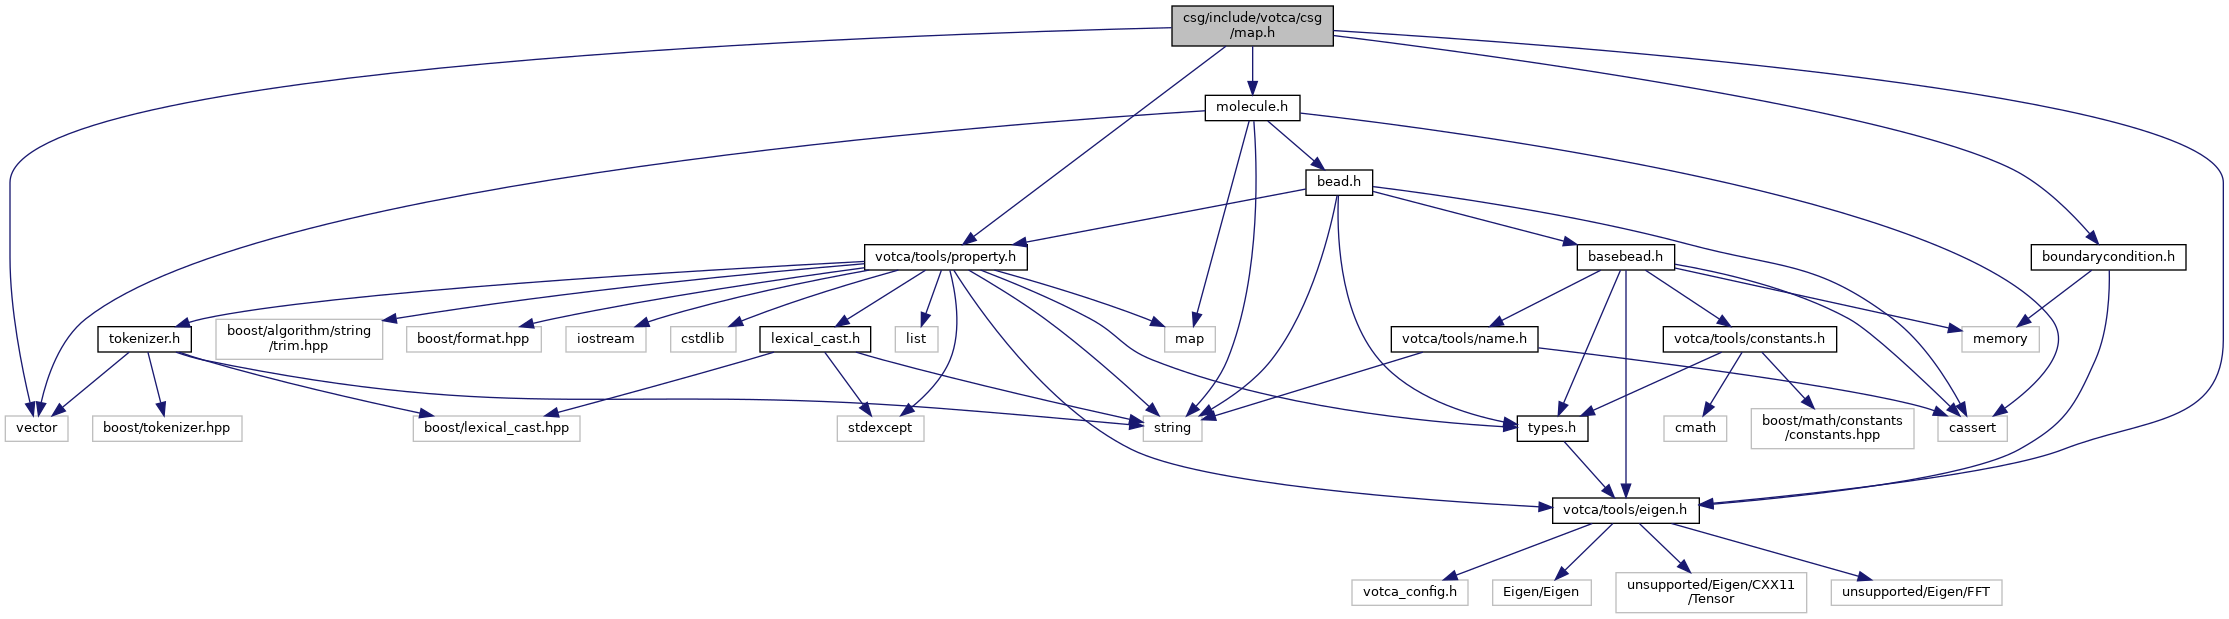 csg/include/votca/csg
/map.h
molecule.h
bead.h
votca/tools/property.h
basebead.h
boundarycondition.h
tokenizer.h
boost/algorithm/string
/trim.hpp
boost/format.hpp
iostream
cstdlib
lexical_cast.h
list
map
votca/tools/name.h
votca/tools/constants.h
memory
vector
boost/tokenizer.hpp
boost/lexical_cast.hpp
stdexcept
string
types.h
cmath
boost/math/constants
/constants.hpp
cassert
votca/tools/eigen.h
votca_config.h
Eigen/Eigen
unsupported/Eigen/CXX11
/Tensor
unsupported/Eigen/FFT